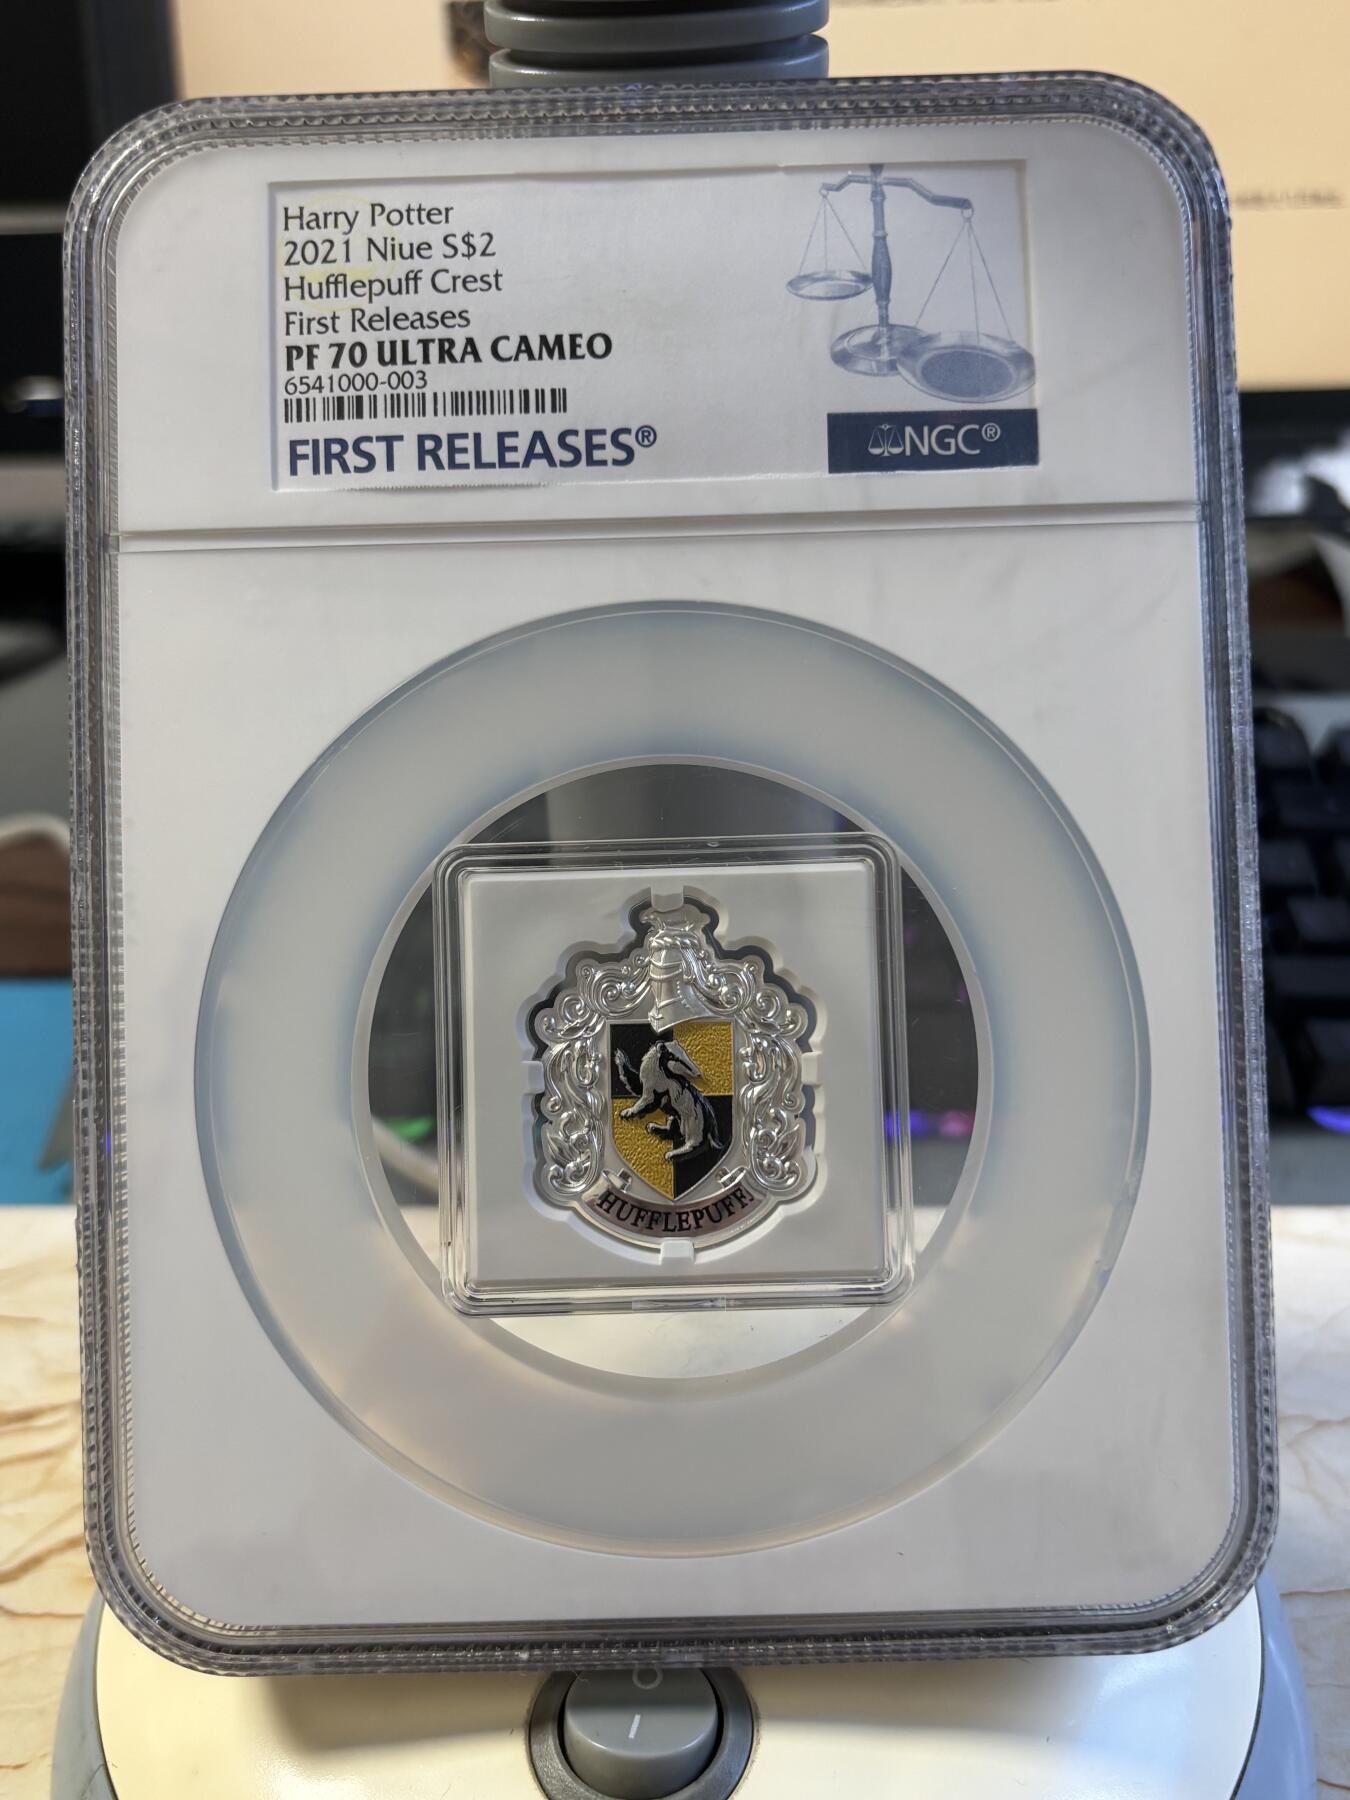 Harry Potter
2021 Niue S$2
Hufflepuff Crest
First Releases
PF 70 ULTRA CAMEO
6541000-003
FIRST RELEASES®
NGC®
HUFFLEPUFF